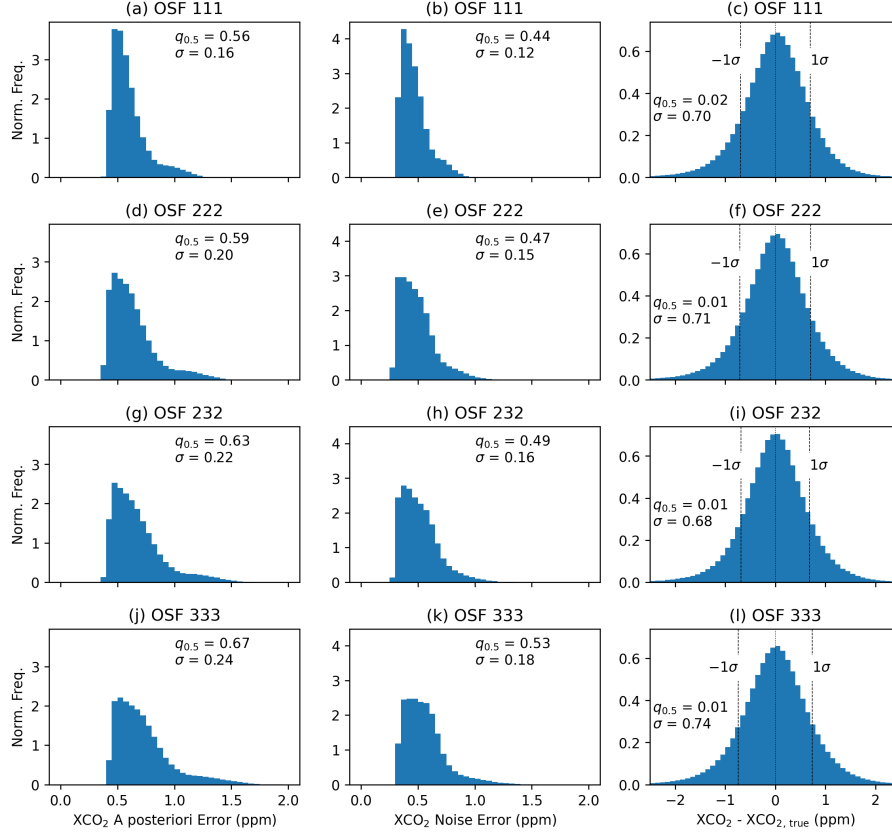 (a) OSF 111
(b) OSF 111
(c) OSF 111
Norm. Freq.
3
2
1
0
q0.5 = 0.56
σ = 0.16
4
3
2
1
0
q0.5 = 0.44
σ = 0.12
0.6
0.4
0.2
0.0
−1σ
1σ
q0.5 = 0.02
σ = 0.70
−2
−1
0
1
2
(d) OSF 222
(e) OSF 222
(f) OSF 222
Norm. Freq.
3
2
1
0
q0.5 = 0.59
σ = 0.20
4
3
2
1
0
q0.5 = 0.47
σ = 0.15
0.6
0.4
0.2
0.0
−1σ
1σ
q0.5 = 0.01
σ = 0.71
(g) OSF 232
(h) OSF 232
(i) OSF 232
Norm. Freq.
3
2
1
0
q0.5 = 0.63
σ = 0.22
4
3
2
1
0
q0.5 = 0.49
σ = 0.16
0.6
0.4
0.2
0.0
−1σ
1σ
q0.5 = 0.01
σ = 0.68
(j) OSF 333
(k) OSF 333
(l) OSF 333
Norm. Freq.
3
2
1
0
q0.5 = 0.67
σ = 0.24
4
3
2
1
0
q0.5 = 0.53
σ = 0.18
0.6
0.4
0.2
0.0
−1σ
1σ
q0.5 = 0.01
σ = 0.74
0.0 0.5 1.0 1.5 2.0
0.0 0.5 1.0 1.5 2.0
−2 −1 0 1 2
XCO2 A posteriori Error (ppm)
XCO2 Noise Error (ppm)
XCO2 - XCO2, true (ppm)